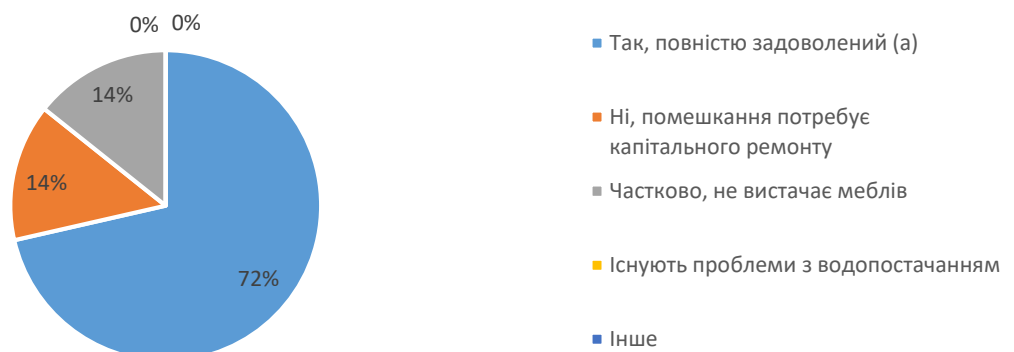 0% 0%
14%
14%
72%
Так, повністю задоволений (а)
Ні, помешкання потребує
капітального ремонту
Частково, не вистачає меблів
Існують проблеми з водопостачанням
Інше